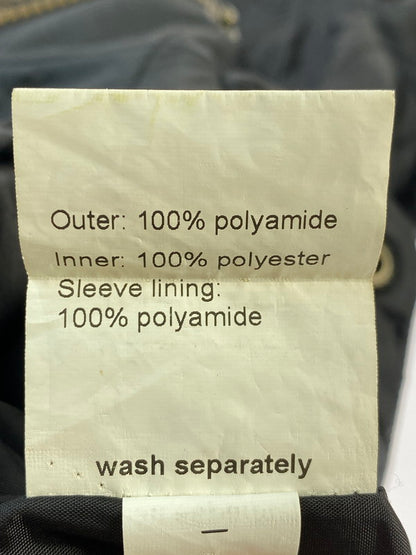 Outer: 100% polyamide
Inner: 100% polyester
Sleeve lining:
100% polyamide
wash separately